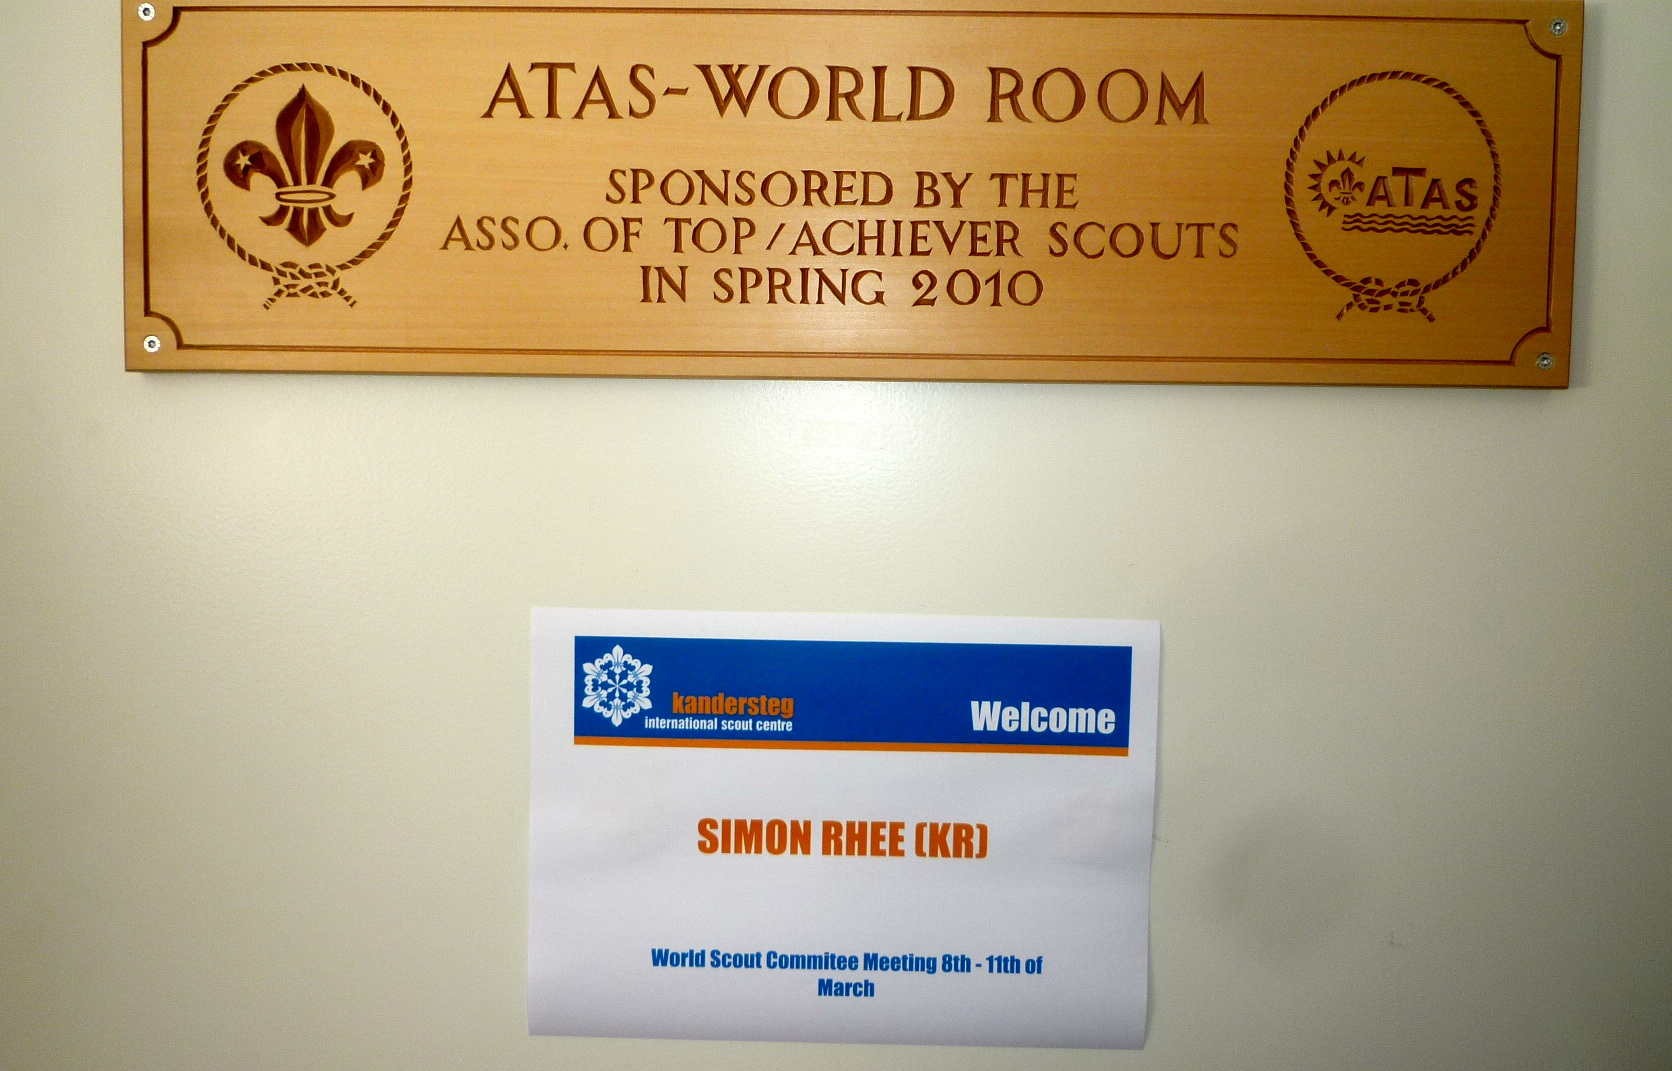 ATAS-WORLD ROOM
SPONSORED BY THE
ASSO. OF TOP/ACHIEVER SCOUTS
IN SPRING 2010
ATAS
kandersteg
international scout centre
Welcome
SIMON RHEE (KR)
World Scout Commitee Meeting 8th - 11th of
March